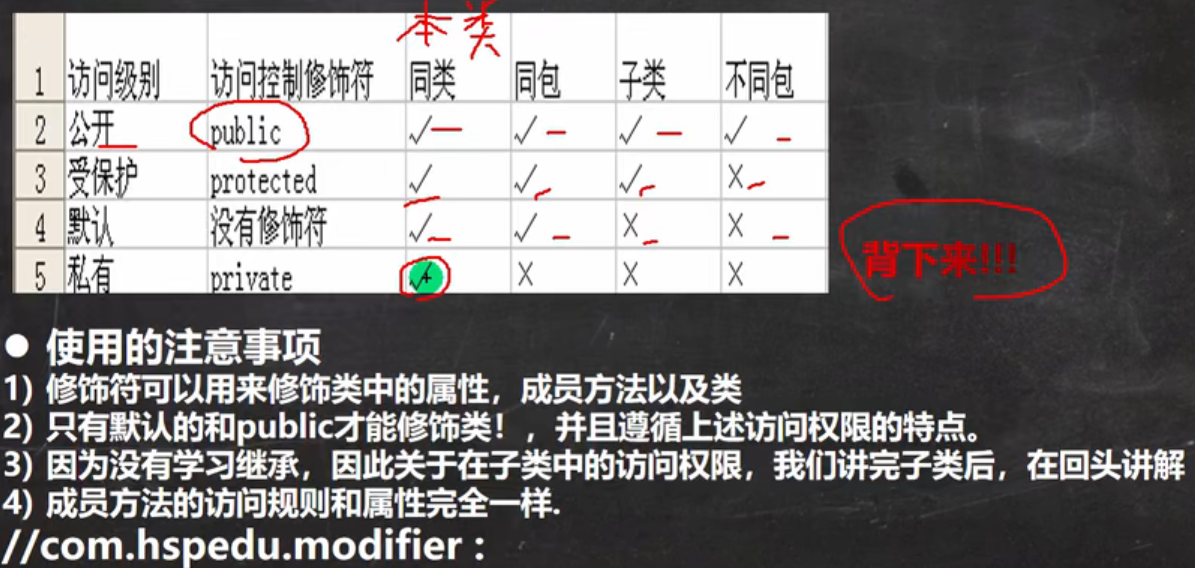 本类
1 访问级别 访问控制修饰符 同类 同包 子类 不同包
2 公开 public √ √ √ √
3 受保护 protected √ √ √ ×
4 默认 没有修饰符 √ √ × ×
5 私有 private √ × × ×
背下来!!!
● 使用的注意事项
1) 修饰符可以用来修饰类中的属性，成员方法以及类
2) 只有默认的和public才能修饰类！，并且遵循上述访问权限的特点。
3) 因为没有学习继承，因此关于在子类中的访问权限，我们讲完子类后，在回头讲解
4) 成员方法的访问规则和属性完全一样.
//com.hspedu.modifier :